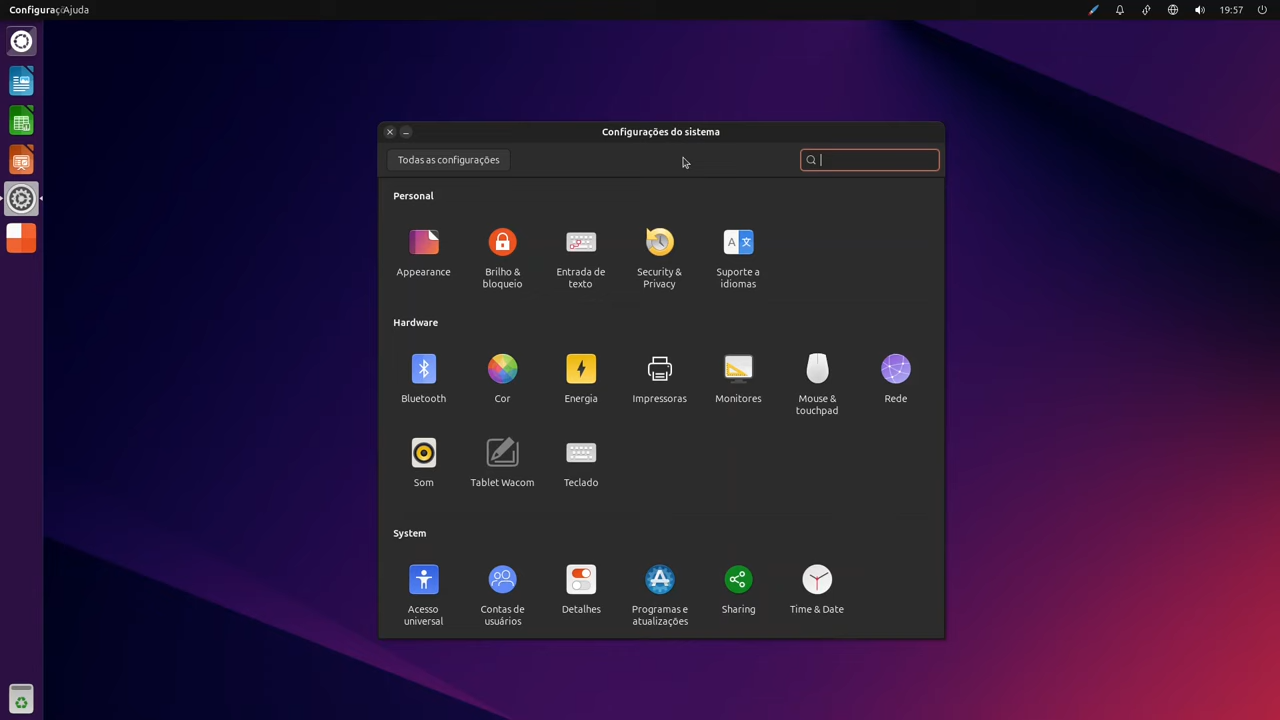 Configuraç Ajuda
19:57
Configurações do sistema
Todas as configurações
Personal
Appearance
Brilho &
bloqueio
Entrada de
texto
Security &
Privacy
Suporte a
idiomas
Hardware
Bluetooth
Cor
Energia
Impressoras
Monitores
Mouse &
touchpad
Rede
Som
Tablet Wacom
Teclado
System
Acesso
universal
Contas de
usuários
Detalhes
Programas e
atualizações
Sharing
Time & Date